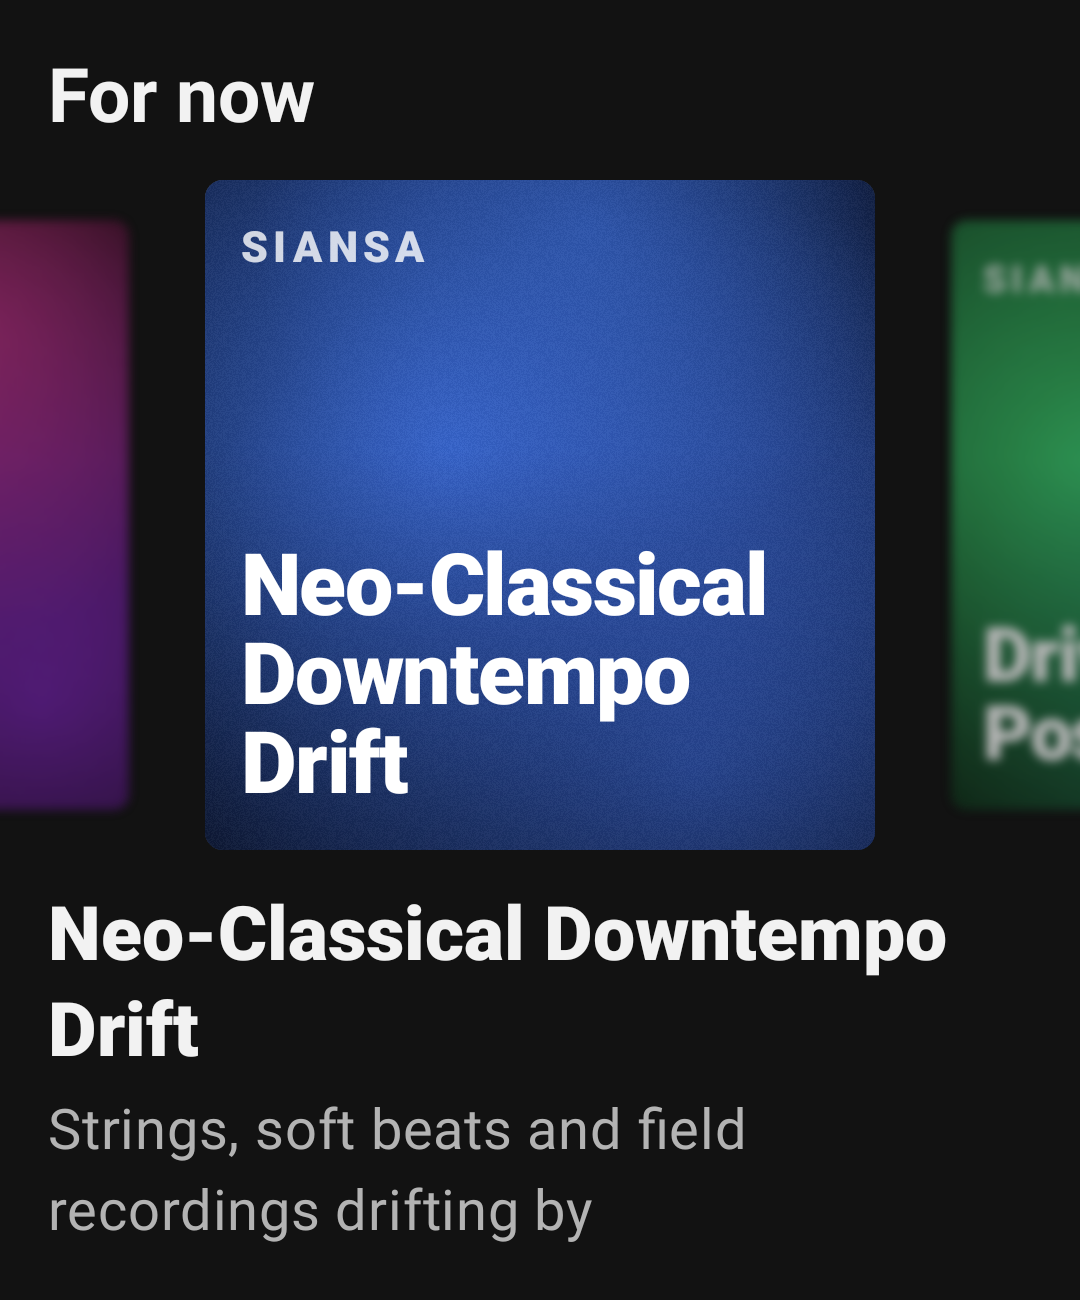 For now
SIANSA
Neo-Classical
Downtempo
Drift
Neo-Classical Downtempo
Drift
Strings, soft beats and field
recordings drifting by